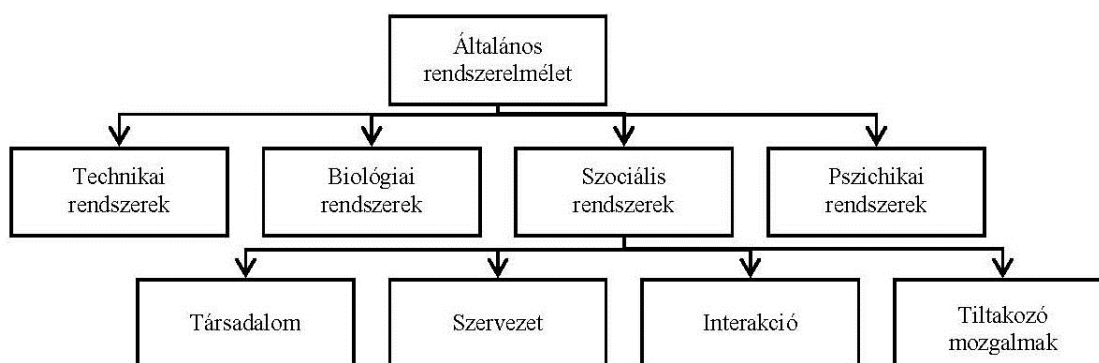 Általános
rendszerelmélet
Technikai
rendszerek
Biológiai
rendszerek
Szociális
rendszerek
Pszichikai
rendszerek
Társadalom
Szervezet
Interakció
Tiltakozó
mozgalmak